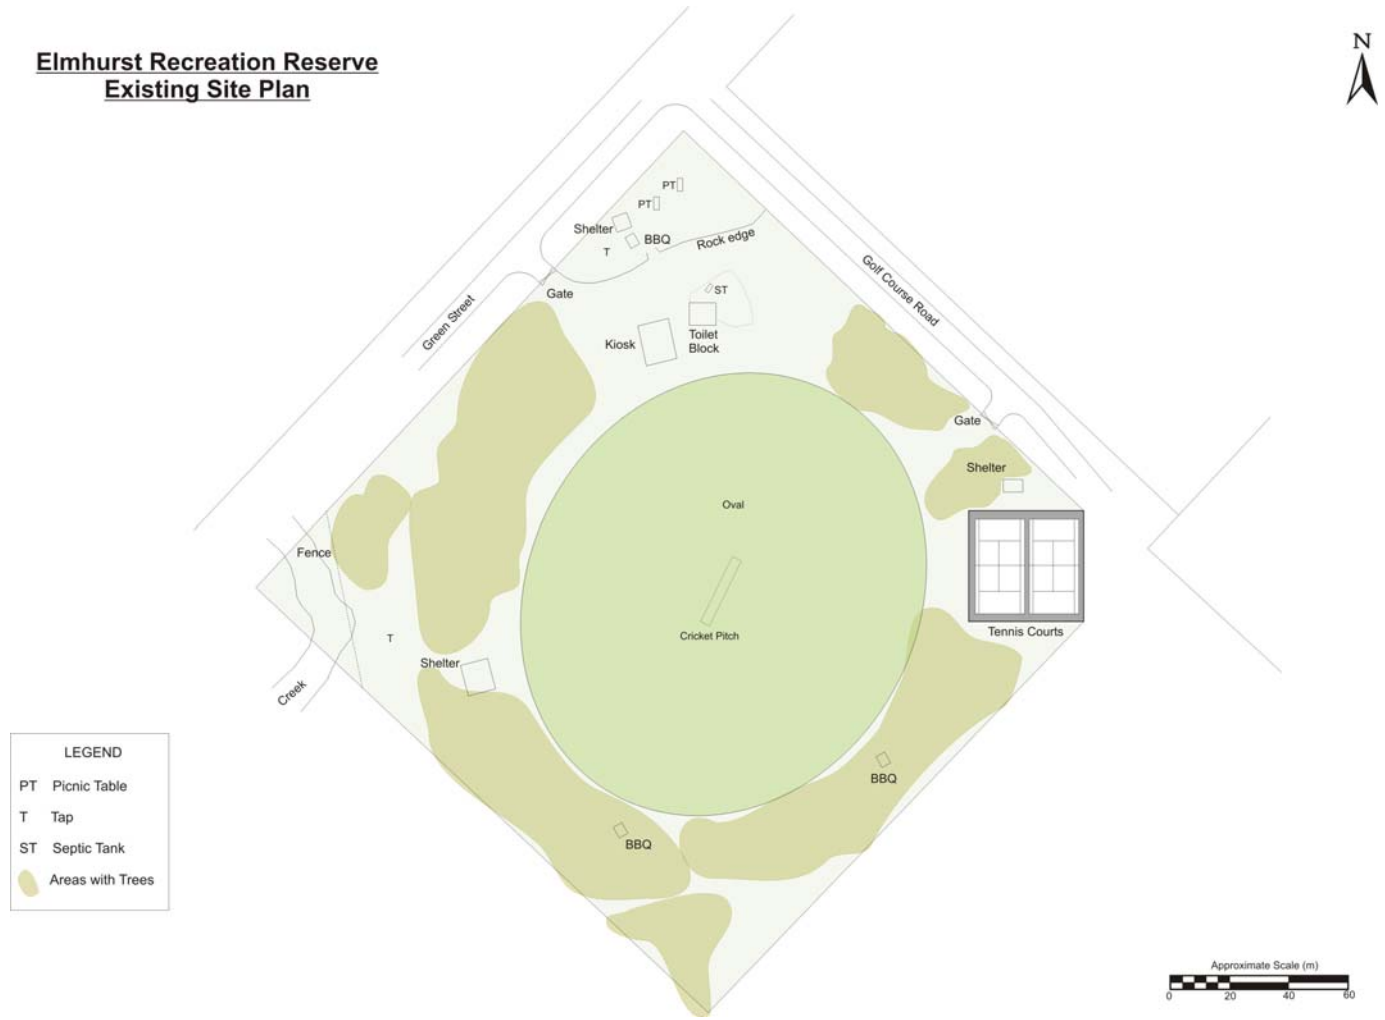 Elmhurst Recreation Reserve
Existing Site Plan
N
PT
PT
Shelter
BBQ
T
Rock edge
Golf Course Road
ST
Gate
Green Street
Toilet
Block
Kiosk
Gate
Shelter
Oval
Fence
Cricket Pitch
Tennis Courts
T
Shelter
Creek
BBQ
BBQ
LEGEND
PT Picnic Table
T Tap
ST Septic Tank
Areas with Trees
Approximate Scale (m)
0 20 40 60